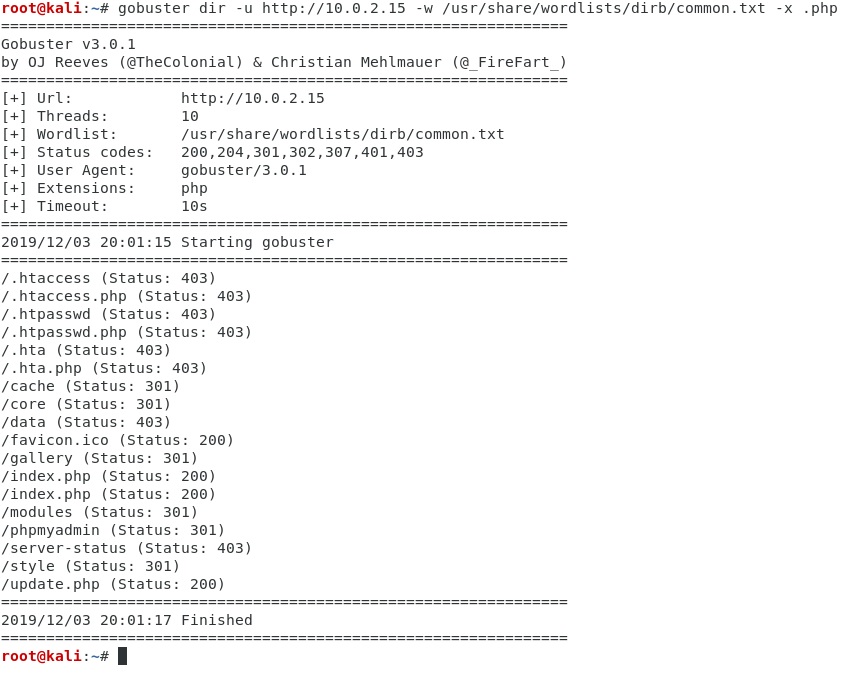 root@kali:~# gobuster dir -u http://10.0.2.15 -w /usr/share/wordlists/dirb/common.txt -x .php
===============================================================
Gobuster v3.0.1
by OJ Reeves (@TheColonial) & Christian Mehlmauer (@_FireFart_)
===============================================================
[+] Url:            http://10.0.2.15
[+] Threads:        10
[+] Wordlist:       /usr/share/wordlists/dirb/common.txt
[+] Status codes:   200,204,301,302,307,401,403
[+] User Agent:     gobuster/3.0.1
[+] Extensions:     php
[+] Timeout:        10s
===============================================================
2019/12/03 20:01:15 Starting gobuster
===============================================================
/.htaccess (Status: 403)
/.htaccess.php (Status: 403)
/.htpasswd (Status: 403)
/.htpasswd.php (Status: 403)
/.hta (Status: 403)
/.hta.php (Status: 403)
/cache (Status: 301)
/core (Status: 301)
/data (Status: 403)
/favicon.ico (Status: 200)
/gallery (Status: 301)
/index.php (Status: 200)
/index.php (Status: 200)
/modules (Status: 301)
/phpmyadmin (Status: 301)
/server-status (Status: 403)
/style (Status: 301)
/update.php (Status: 200)
===============================================================
2019/12/03 20:01:17 Finished
===============================================================
root@kali:~#